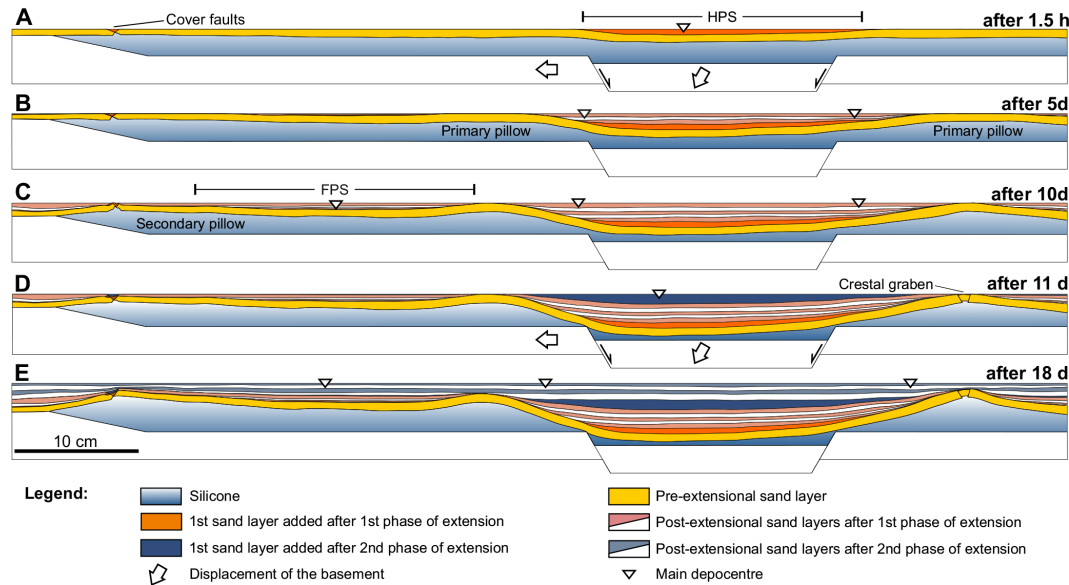 A
Cover faults
HPS
after 1.5 h
B
after 5d
Primary pillow
Primary pillow
C
FPS
after 10d
Secondary pillow
D
Crestal graben
after 11 d
E
after 18 d
10 cm
Legend:
Silicone
Pre-extensional sand layer
1st sand layer added after 1st phase of extension
Post-extensional sand layers after 1st phase of extension
1st sand layer added after 2nd phase of extension
Post-extensional sand layers after 2nd phase of extension
Displacement of the basement
Main depocentre